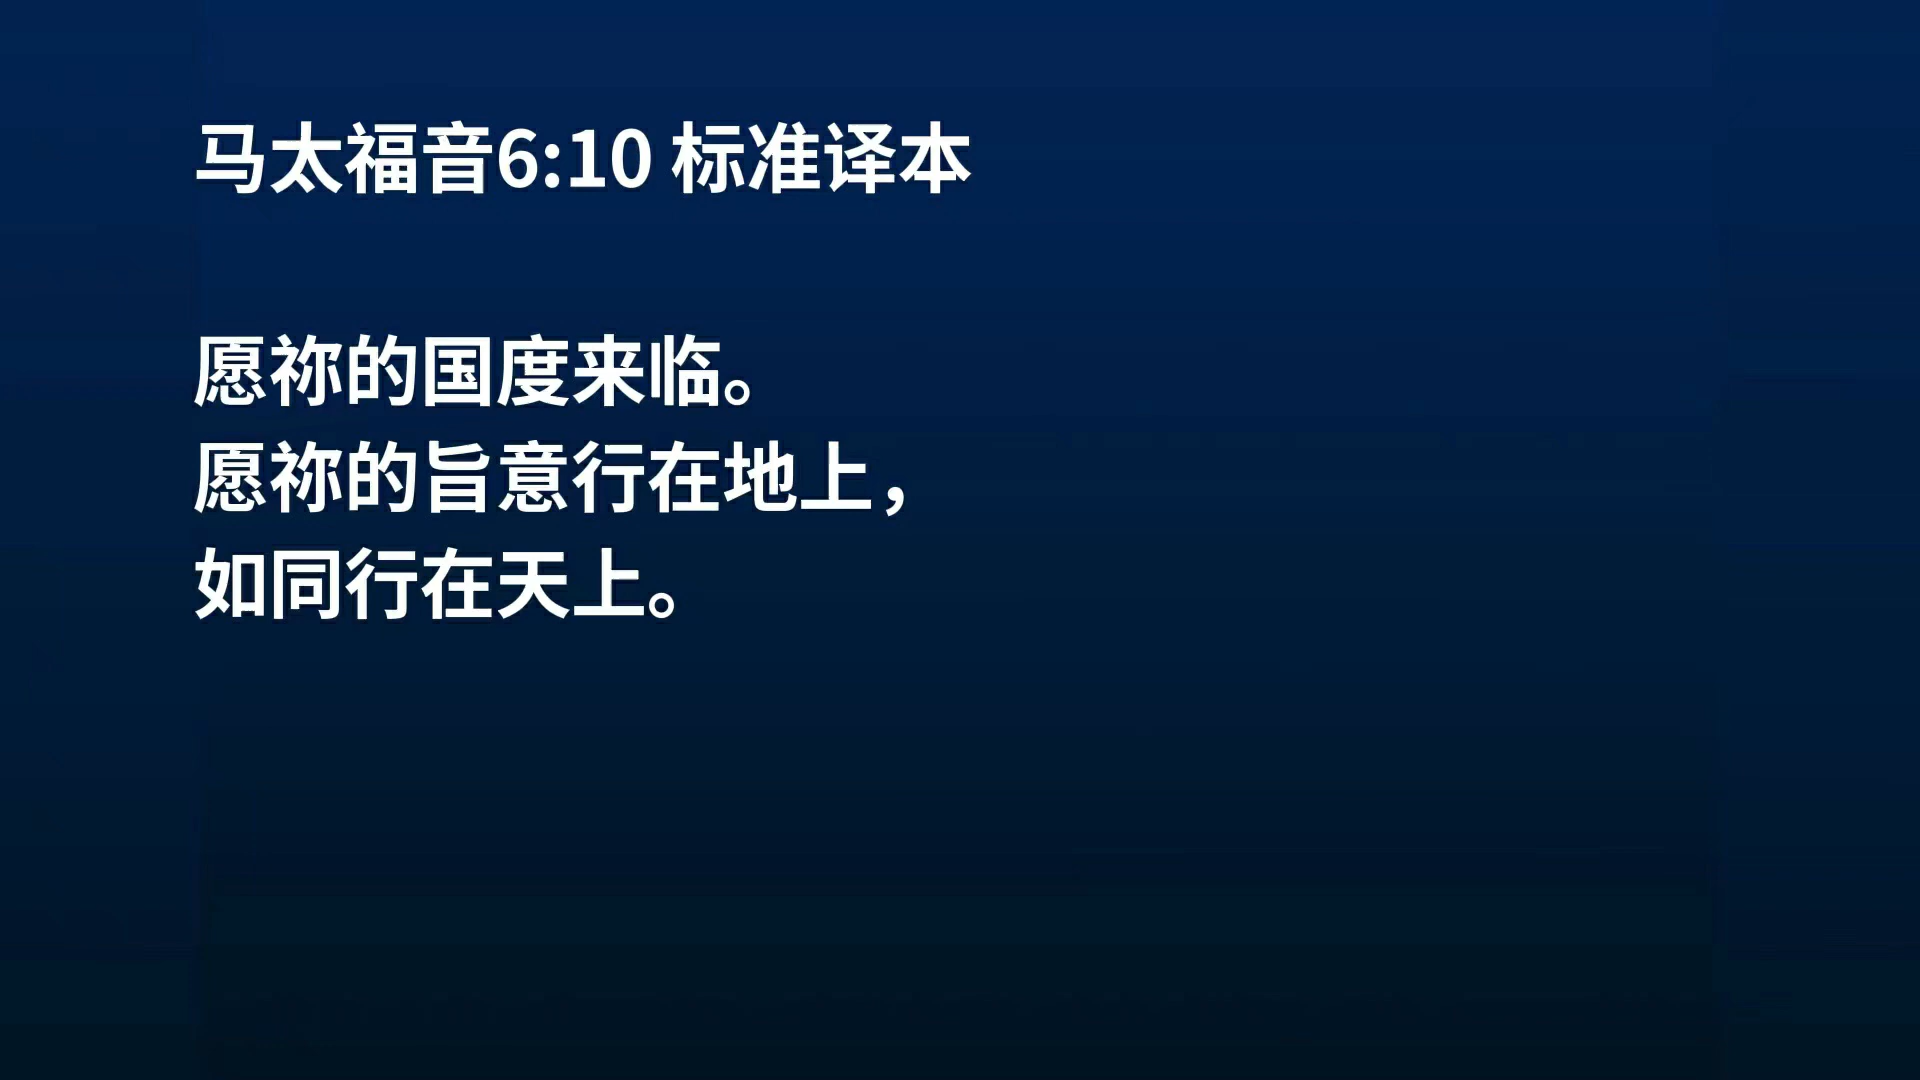 马太福音6:10 标准译本
愿祢的国度来临。
愿祢的旨意行在地上，
如同行在天上。